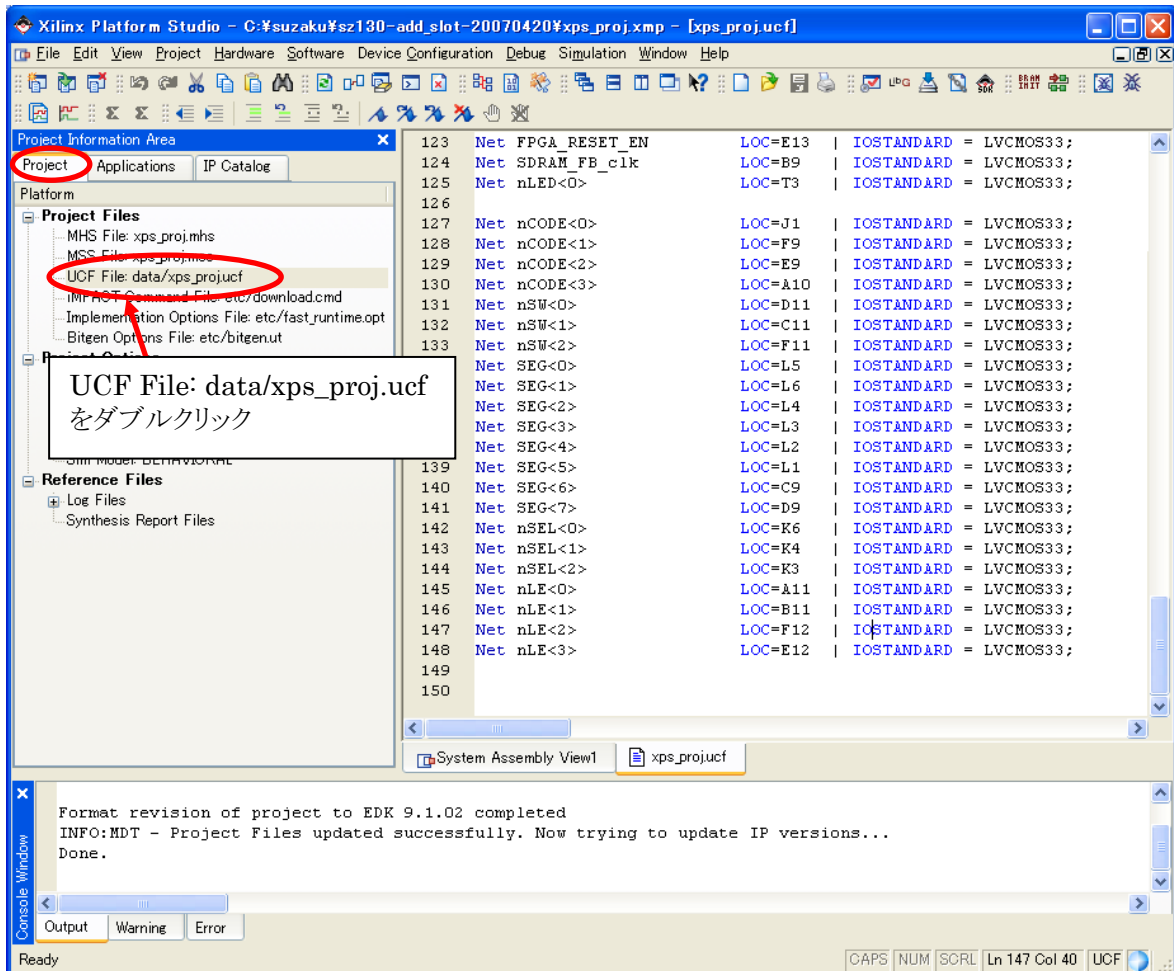 Xilinx Platform Studio - C:¥suzaku¥sz130-add_slot-20070420¥xps_proj.xmp - [xps_proj.ucf]
File Edit View Project Hardware Software Device Configuration Debug Simulation Window Help
Project Information Area
Project Applications IP Catalog
Platform
Project Files
MHS File: xps_proj.mhs
MSS File: xps_proj.mss
UCF File: data/xps_proj.ucf
iMPACT Command File: etc/download.cmd
Implementation Options File: etc/fast_runtime.opt
Bitgen Options File: etc/bitgen.ut
Project Options
UCF File: data/xps_proj.ucf
をダブルクリック
Sim Model: BEHAVIORAL
Reference Files
Log Files
Synthesis Report Files
123 Net FPGA_RESET_EN LOC=E13 | IOSTANDARD = LVCMOS33;
124 Net SDRAM_FB_clk LOC=B9 | IOSTANDARD = LVCMOS33;
125 Net nLED<0> LOC=T3 | IOSTANDARD = LVCMOS33;
126
127 Net nCODE<0> LOC=J1 | IOSTANDARD = LVCMOS33;
128 Net nCODE<1> LOC=F9 | IOSTANDARD = LVCMOS33;
129 Net nCODE<2> LOC=E9 | IOSTANDARD = LVCMOS33;
130 Net nCODE<3> LOC=A10 | IOSTANDARD = LVCMOS33;
131 Net nSW<0> LOC=D11 | IOSTANDARD = LVCMOS33;
132 Net nSW<1> LOC=C11 | IOSTANDARD = LVCMOS33;
133 Net nSW<2> LOC=F11 | IOSTANDARD = LVCMOS33;
Net SEG<0> LOC=L5 | IOSTANDARD = LVCMOS33;
Net SEG<1> LOC=L6 | IOSTANDARD = LVCMOS33;
Net SEG<2> LOC=L4 | IOSTANDARD = LVCMOS33;
Net SEG<3> LOC=L3 | IOSTANDARD = LVCMOS33;
Net SEG<4> LOC=L2 | IOSTANDARD = LVCMOS33;
139 Net SEG<5> LOC=L1 | IOSTANDARD = LVCMOS33;
140 Net SEG<6> LOC=C9 | IOSTANDARD = LVCMOS33;
141 Net SEG<7> LOC=D9 | IOSTANDARD = LVCMOS33;
142 Net nSEL<0> LOC=K6 | IOSTANDARD = LVCMOS33;
143 Net nSEL<1> LOC=K4 | IOSTANDARD = LVCMOS33;
144 Net nSEL<2> LOC=K3 | IOSTANDARD = LVCMOS33;
145 Net nLE<0> LOC=A11 | IOSTANDARD = LVCMOS33;
146 Net nLE<1> LOC=B11 | IOSTANDARD = LVCMOS33;
147 Net nLE<2> LOC=F12 | IOSTANDARD = LVCMOS33;
148 Net nLE<3> LOC=E12 | IOSTANDARD = LVCMOS33;
149
150
System Assembly View1 xps_proj.ucf
Format revision of project to EDK 9.1.02 completed
INFO:MDT - Project Files updated successfully. Now trying to update IP versions...
Done.
Console Window
Output Warning Error
Ready CAPS NUM SCRL Ln 147 Col 40 UCF